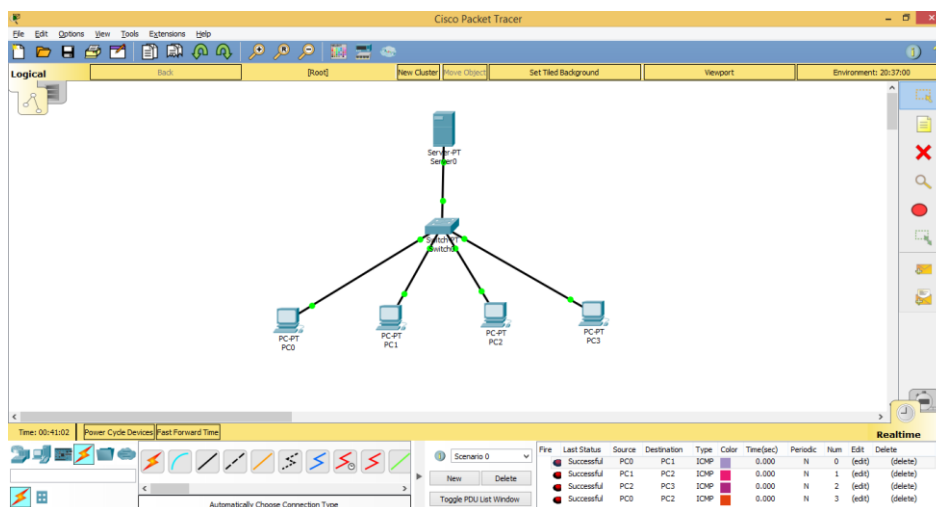 Cisco Packet Tracer
File Edit Options View Tools Extensions Help
Logical Back [Root] New Cluster Move Object Set Tiled Background Viewport Environment: 20:37:00
Server-PT
Server0
Switch-PT
Switch0
PC-PT
PC0
PC-PT
PC1
PC-PT
PC2
PC-PT
PC3
Time: 00:41:02 Power Cycle Devices Fast Forward Time Realtime
Scenario 0
New Delete
Toggle PDU List Window
Automatically Choose Connection Type
Fire Last Status Source Destination Type Color Time(sec) Periodic Num Edit Delete
Successful PC0 PC1 ICMP 0.000 N 0 (edit) (delete)
Successful PC1 PC2 ICMP 0.000 N 1 (edit) (delete)
Successful PC2 PC3 ICMP 0.000 N 2 (edit) (delete)
Successful PC0 PC2 ICMP 0.000 N 3 (edit) (delete)